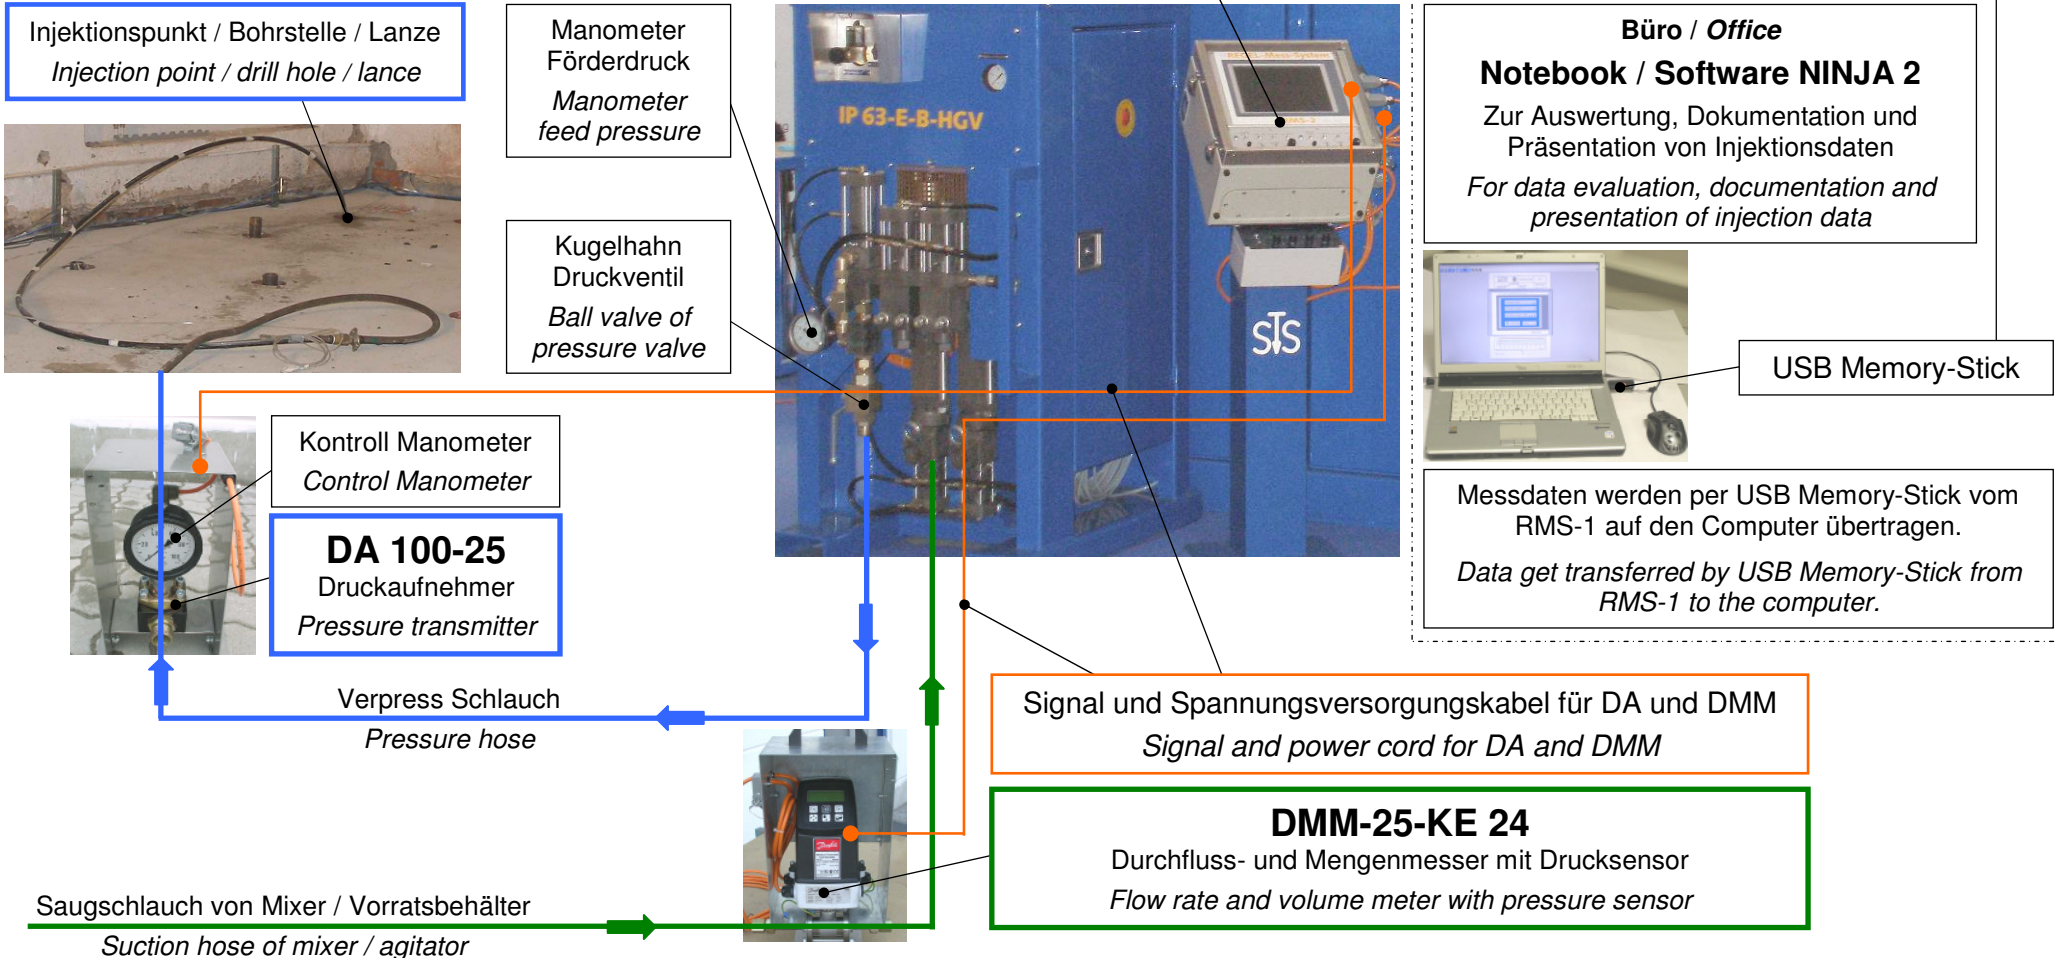 Injektionspunkt / Bohrstelle / Lanze
Injection point / drill hole / lance
Manometer
Förderdruck
Manometer
feed pressure
Kugelhahn
Druckventil
Ball valve of
pressure valve
IP 63-E-B-HGV
STS
Büro / Office
Notebook / Software NINJA 2
Zur Auswertung, Dokumentation und
Präsentation von Injektionsdaten
For data evaluation, documentation and
presentation of injection data
USB Memory-Stick
Messdaten werden per USB Memory-Stick vom
RMS-1 auf den Computer übertragen.
Data get transferred by USB Memory-Stick from
RMS-1 to the computer.
Kontroll Manometer
Control Manometer
DA 100-25
Druckaufnehmer
Pressure transmitter
Verpress Schlauch
Pressure hose
Signal und Spannungsversorgungskabel für DA und DMM
Signal and power cord for DA and DMM
Danfoss
DMM-25-KE 24
Durchfluss- und Mengenmesser mit Drucksensor
Flow rate and volume meter with pressure sensor
Saugschlauch von Mixer / Vorratsbehälter
Suction hose of mixer / agitator